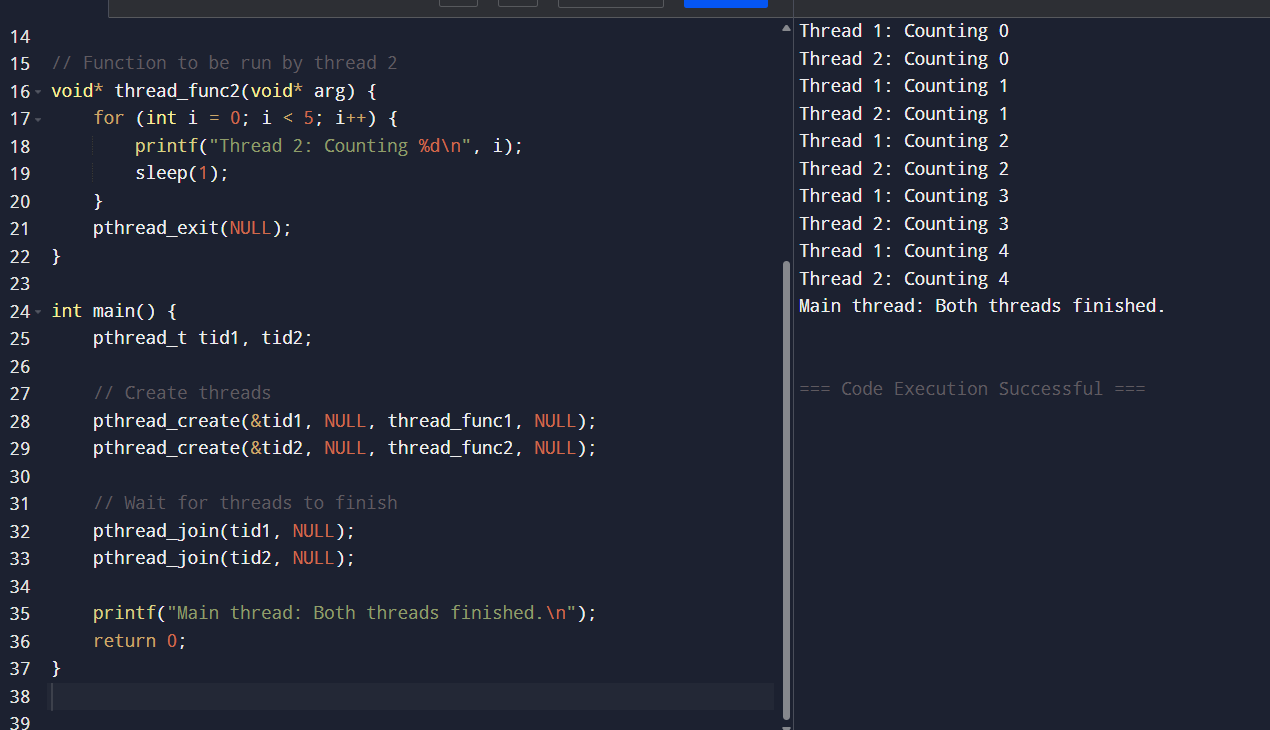 14
15 // Function to be run by thread 2
16 void* thread_func2(void* arg) {
17     for (int i = 0; i < 5; i++) {
18         printf("Thread 2: Counting %d\n", i);
19         sleep(1);
20     }
21     pthread_exit(NULL);
22 }
23
24 int main() {
25     pthread_t tid1, tid2;
26
27     // Create threads
28     pthread_create(&tid1, NULL, thread_func1, NULL);
29     pthread_create(&tid2, NULL, thread_func2, NULL);
30
31     // Wait for threads to finish
32     pthread_join(tid1, NULL);
33     pthread_join(tid2, NULL);
34
35     printf("Main thread: Both threads finished.\n");
36     return 0;
37 }
38
39
Thread 1: Counting 0
Thread 2: Counting 0
Thread 1: Counting 1
Thread 2: Counting 1
Thread 1: Counting 2
Thread 2: Counting 2
Thread 1: Counting 3
Thread 2: Counting 3
Thread 1: Counting 4
Thread 2: Counting 4
Main thread: Both threads finished.
=== Code Execution Successful ===